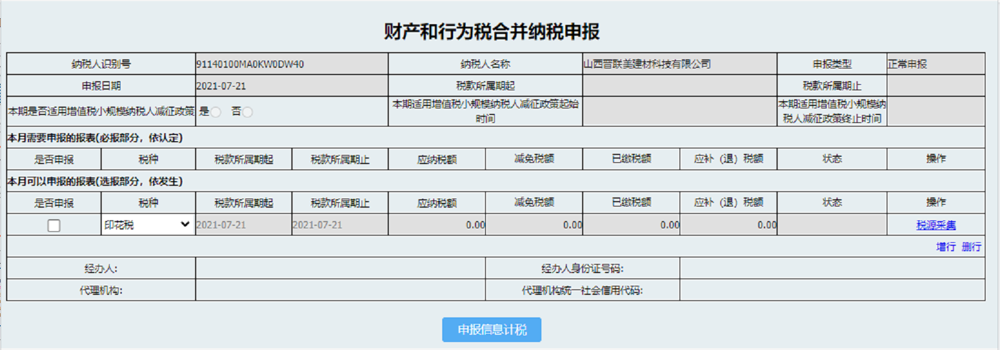 财产和行为税合并纳税申报
纳税人识别号 91140100MA0KW0DW40 纳税人名称 山西晋联美建材科技有限公司 申报类型 正常申报
申报日期 2021-07-21 税款所属期起 税款所属期止
本期是否适用增值税小规模纳税人减征政策 是 否 本期适用增值税小规模纳税人减征政策起始 本期适用增值税小规模纳
时间 税人减征政策终止时间
本月需要申报的报表(必报部分，依认定)
是否申报 税种 税款所属期起 税款所属期止 应纳税额 减免税额 已缴税额 应补（退）税额 状态 操作
本月可以申报的报表(选报部分，依发生)
是否申报 税种 税款所属期起 税款所属期止 应纳税额 减免税额 已缴税额 应补（退）税额 状态 操作
印花税 2021-07-21 2021-07-21 0.00 0.00 0.00 0.00 税源采集
增行 删行
经办人: 经办人身份证号码:
代理机构: 代理机构统一社会信用代码:
申报信息计税